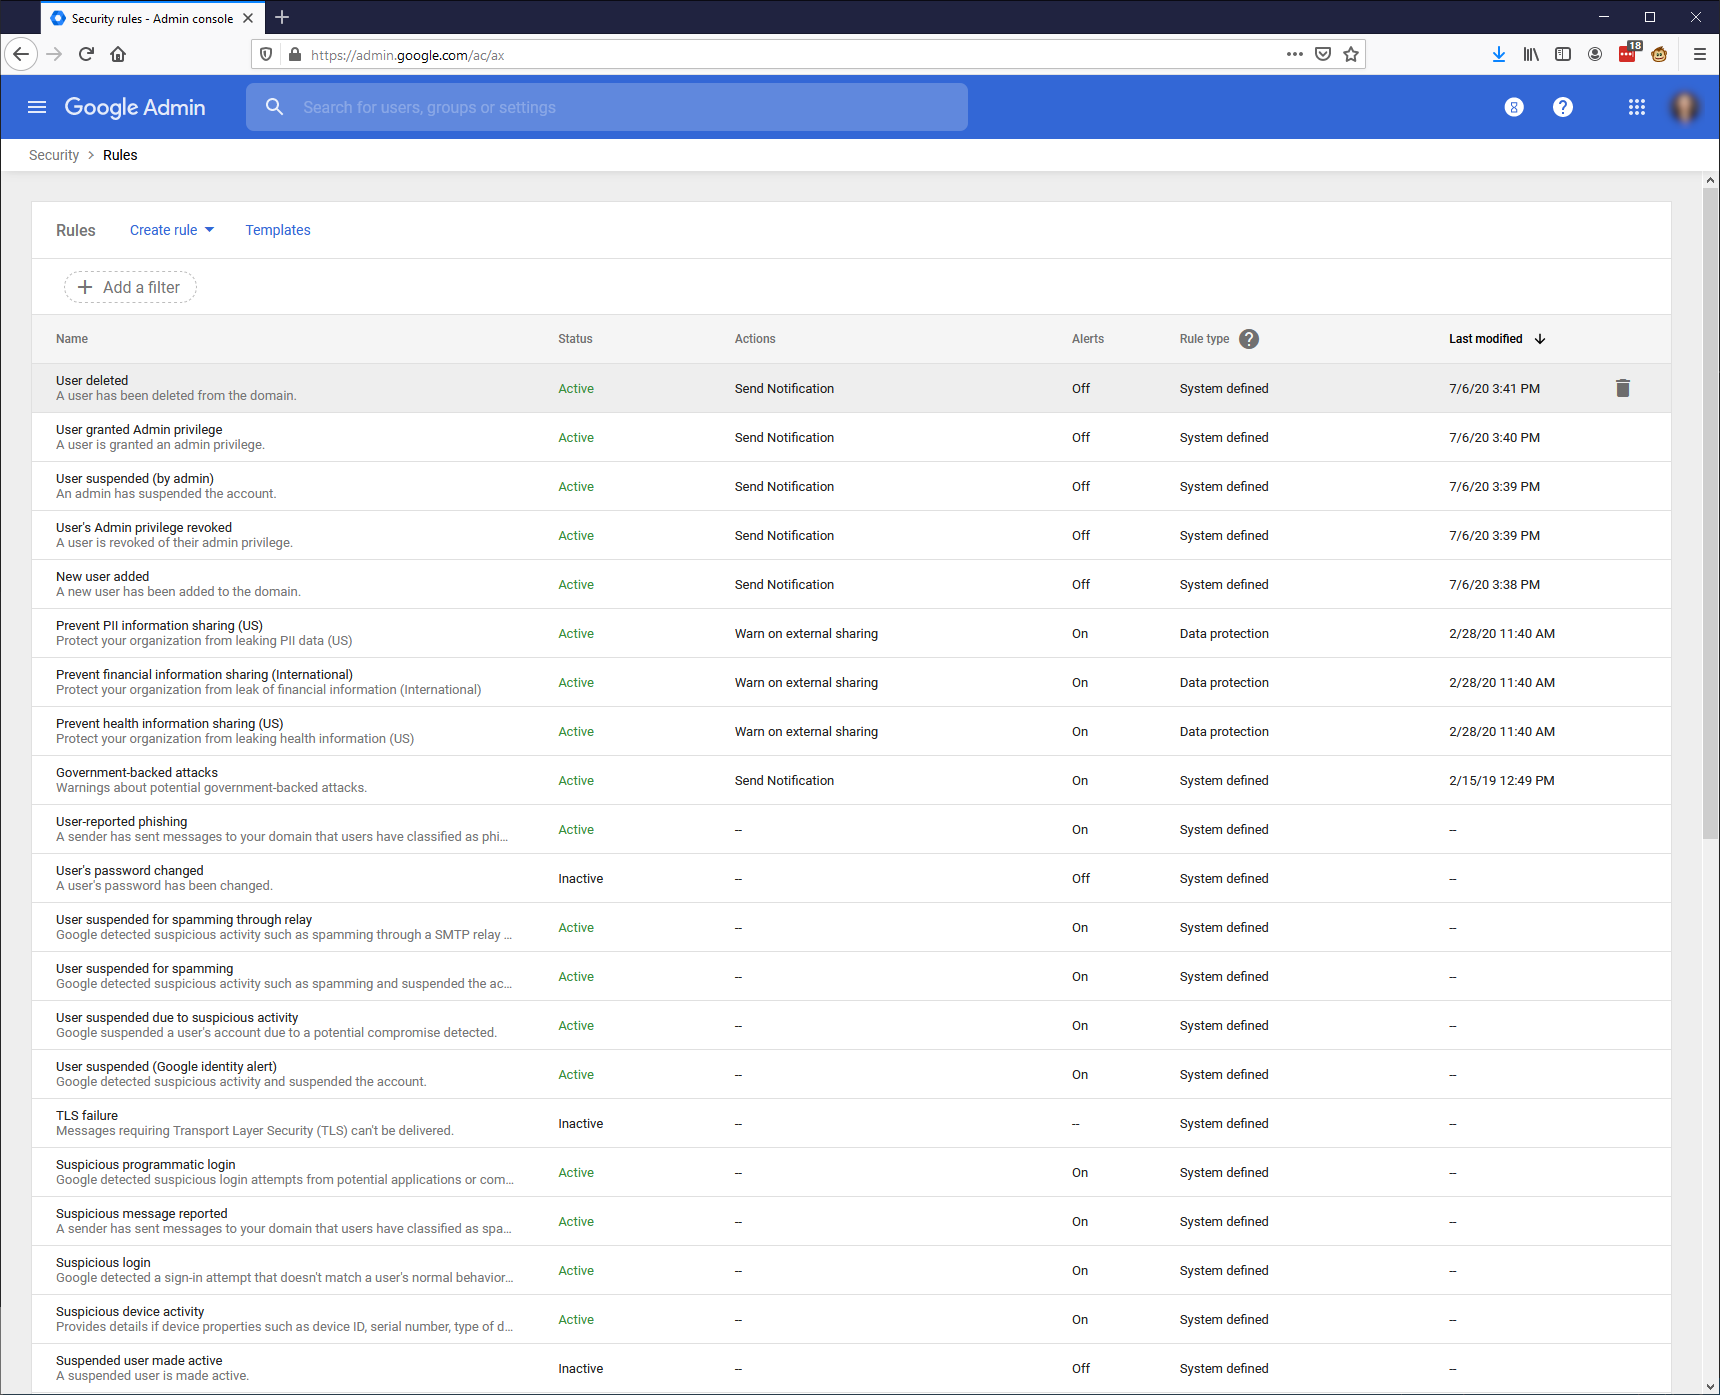 Security rules - Admin console
https://admin.google.com/ac/ax
18
Google Admin
Search for users, groups or settings
Security > Rules
Rules Create rule Templates
+ Add a filter
Name Status Actions Alerts Rule type ? Last modified
User deleted
A user has been deleted from the domain.
Active Send Notification Off System defined 7/6/20 3:41 PM
User granted Admin privilege
A user is granted an admin privilege.
Active Send Notification Off System defined 7/6/20 3:40 PM
User suspended (by admin)
An admin has suspended the account.
Active Send Notification Off System defined 7/6/20 3:39 PM
User's Admin privilege revoked
A user is revoked of their admin privilege.
Active Send Notification Off System defined 7/6/20 3:39 PM
New user added
A new user has been added to the domain.
Active Send Notification Off System defined 7/6/20 3:38 PM
Prevent PII information sharing (US)
Protect your organization from leaking PII data (US)
Active Warn on external sharing On Data protection 2/28/20 11:40 AM
Prevent financial information sharing (International)
Protect your organization from leak of financial information (International)
Active Warn on external sharing On Data protection 2/28/20 11:40 AM
Prevent health information sharing (US)
Protect your organization from leaking health information (US)
Active Warn on external sharing On Data protection 2/28/20 11:40 AM
Government-backed attacks
Warnings about potential government-backed attacks.
Active Send Notification On System defined 2/15/19 12:49 PM
User-reported phishing
A sender has sent messages to your domain that users have classified as phi...
Active -- On System defined --
User's password changed
A user's password has been changed.
Inactive -- Off System defined --
User suspended for spamming through relay
Google detected suspicious activity such as spamming through a SMTP relay ...
Active -- On System defined --
User suspended for spamming
Google detected suspicious activity such as spamming and suspended the ac...
Active -- On System defined --
User suspended due to suspicious activity
Google suspended a user's account due to a potential compromise detected.
Active -- On System defined --
User suspended (Google identity alert)
Google detected suspicious activity and suspended the account.
Active -- On System defined --
TLS failure
Messages requiring Transport Layer Security (TLS) can't be delivered.
Inactive -- -- System defined --
Suspicious programmatic login
Google detected suspicious login attempts from potential applications or com...
Active -- On System defined --
Suspicious message reported
A sender has sent messages to your domain that users have classified as spa...
Active -- On System defined --
Suspicious login
Google detected a sign-in attempt that doesn't match a user's normal behavior...
Active -- On System defined --
Suspicious device activity
Provides details if device properties such as device ID, serial number, type of d...
Active -- On System defined --
Suspended user made active
A suspended user is made active.
Inactive -- Off System defined --